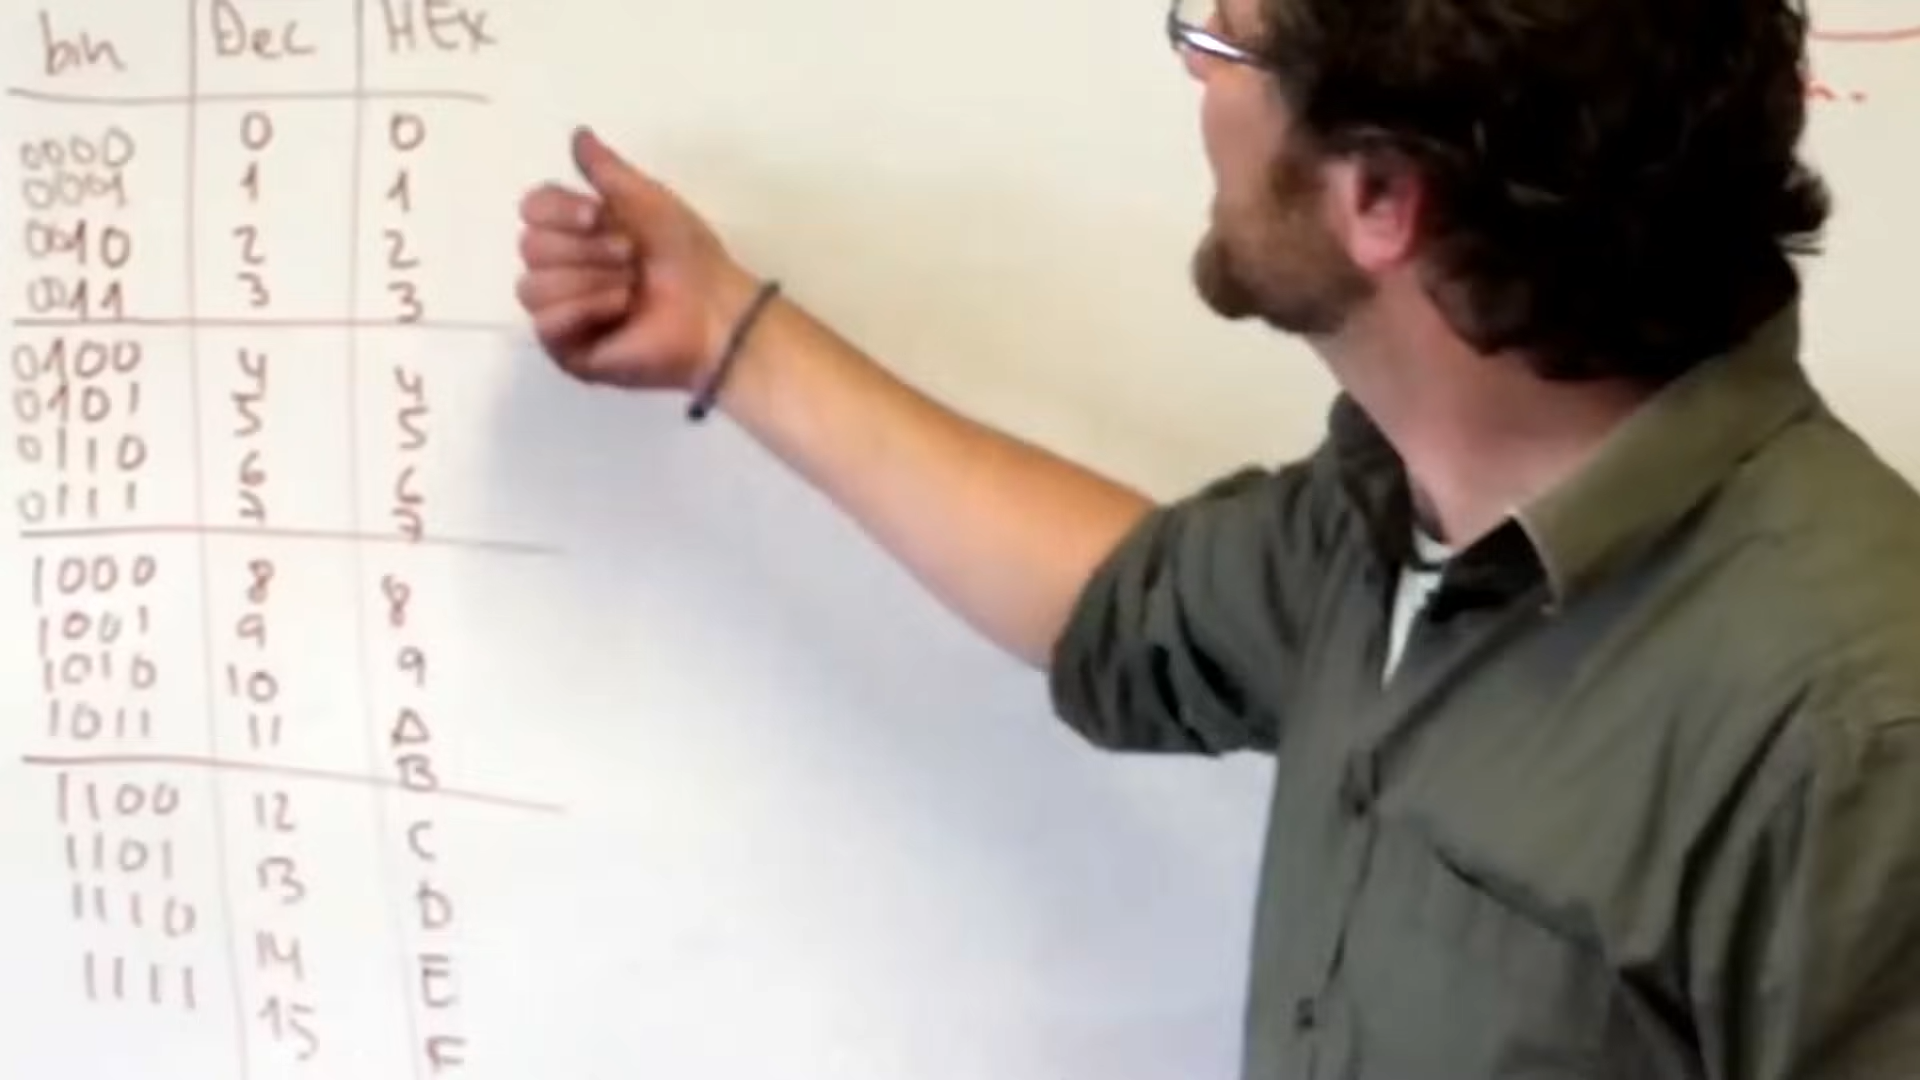 bin Dec HEx
0000 0 0
0001 1 1
0010 2 2
0011 3 3
0100 4 4
0101 5 5
0110 6 6
0111 7 7
1000 8 8
1001 9 9
1010 10 A
1011 11 B
1100 12 C
1101 13 D
1110 14 E
1111 15 F